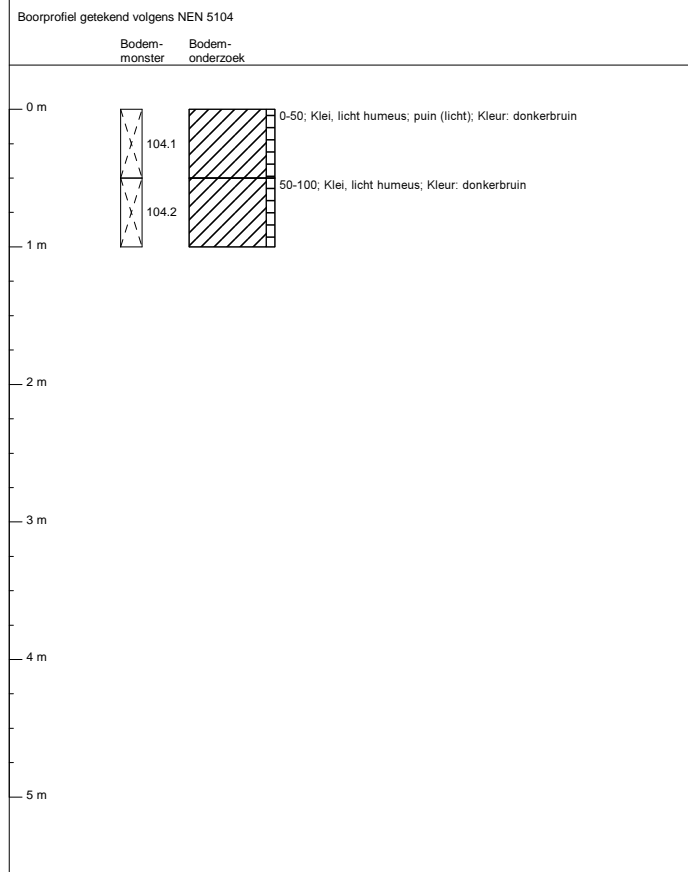 Boorprofiel getekend volgens NEN 5104
Bodem-
monster
Bodem-
onderzoek
0 m
0-50; Klei, licht humeus; puin (licht); Kleur: donkerbruin
104.1
50-100; Klei, licht humeus; Kleur: donkerbruin
104.2
1 m
2 m
3 m
4 m
5 m